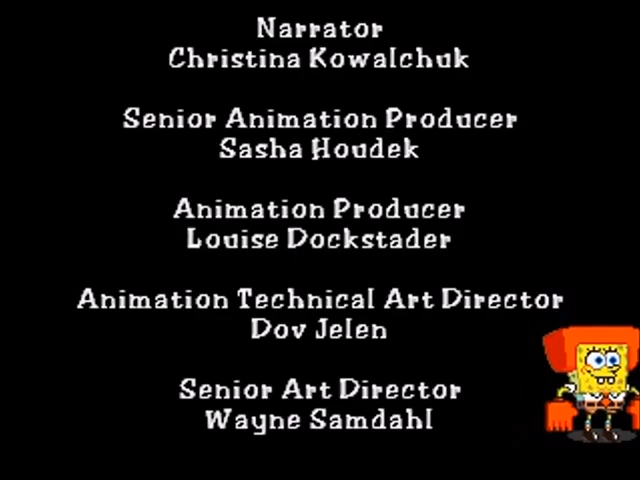 Narrator
Christina Kowalchuk
Senior Animation Producer
Sasha Houdek
Animation Producer
Louise Dockstader
Animation Technical Art Director
Dov Jelen
Senior Art Director
Wayne Samdahl